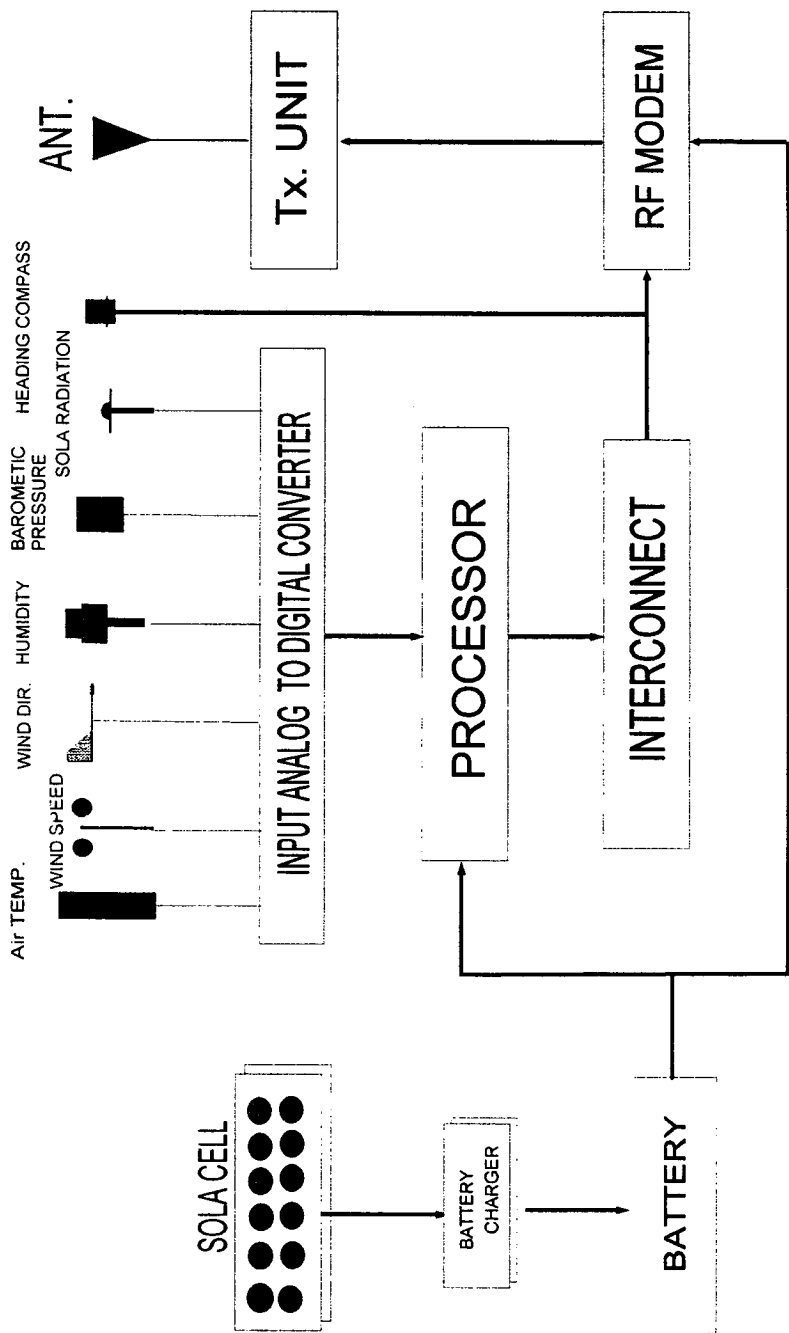 Air TEMP.
WIND SPEED
WIND DIR.
HUMIDITY
BAROMETIC
PRESSURE
SOLA RADIATION
HEADING COMPASS
ANT.
SOLA CELL
INPUT ANALOG TO DIGITAL CONVERTER
Tx. UNIT
BATTERY
CHARGER
PROCESSOR
BATTERY
INTERCONNECT
RF MODEM